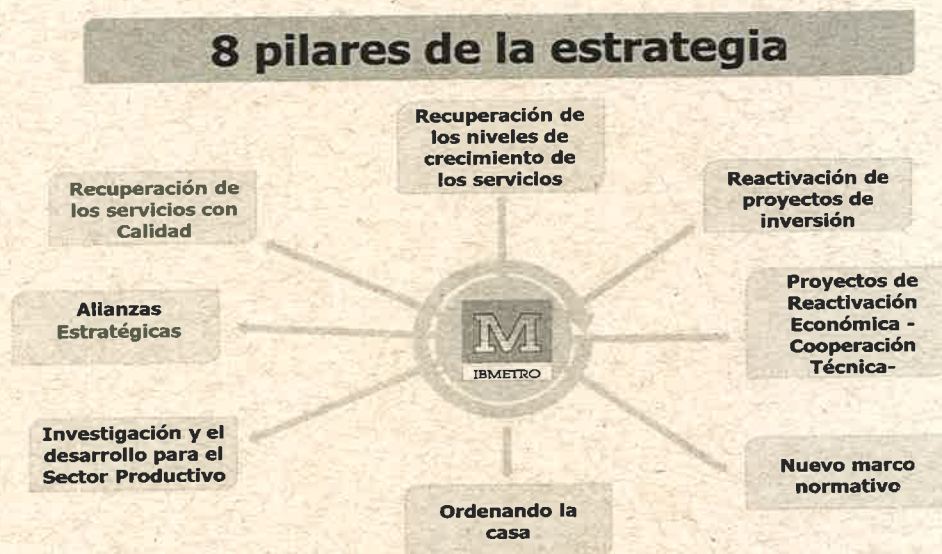 8 pilares de la estrategia
Recuperación de
los niveles de
crecimiento de
los servicios
Recuperación de
los servicios con
Calidad
Reactivación de
proyectos de
inversión
Alianzas
Estratégicas
M
IBMETRO
Proyectos de
Reactivación
Económica -
Cooperación
Técnica-
Investigación y el
desarrollo para el
Sector Productivo
Nuevo marco
normativo
Ordenando la
casa